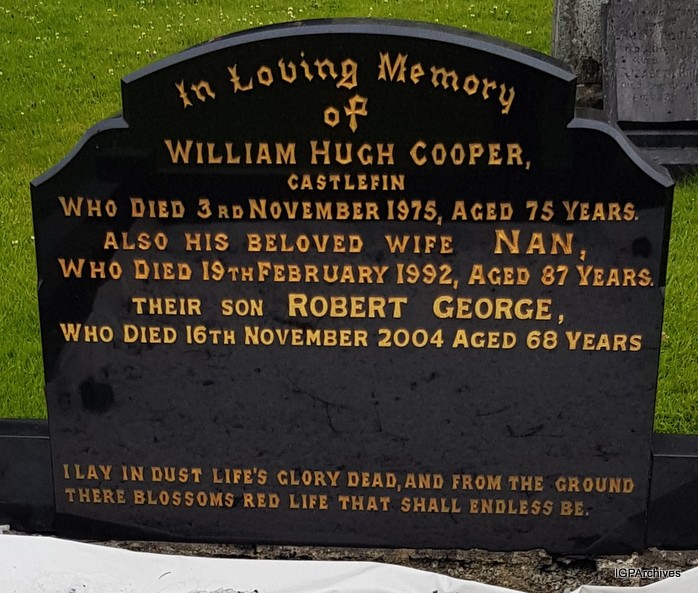 In Loving Memory
of
WILLIAM HUGH COOPER,
CASTLEFIN
WHO DIED 3RD NOVEMBER 1975, AGED 75 YEARS.
ALSO HIS BELOVED WIFE NAN,
WHO DIED 19TH FEBRUARY 1992, AGED 87 YEARS.
THEIR SON ROBERT GEORGE,
WHO DIED 16TH NOVEMBER 2004 AGED 68 YEARS
I LAY IN DUST LIFE'S GLORY DEAD, AND FROM THE GROUND
THERE BLOSSOMS RED LIFE THAT SHALL ENDLESS BE.
IGPArchives